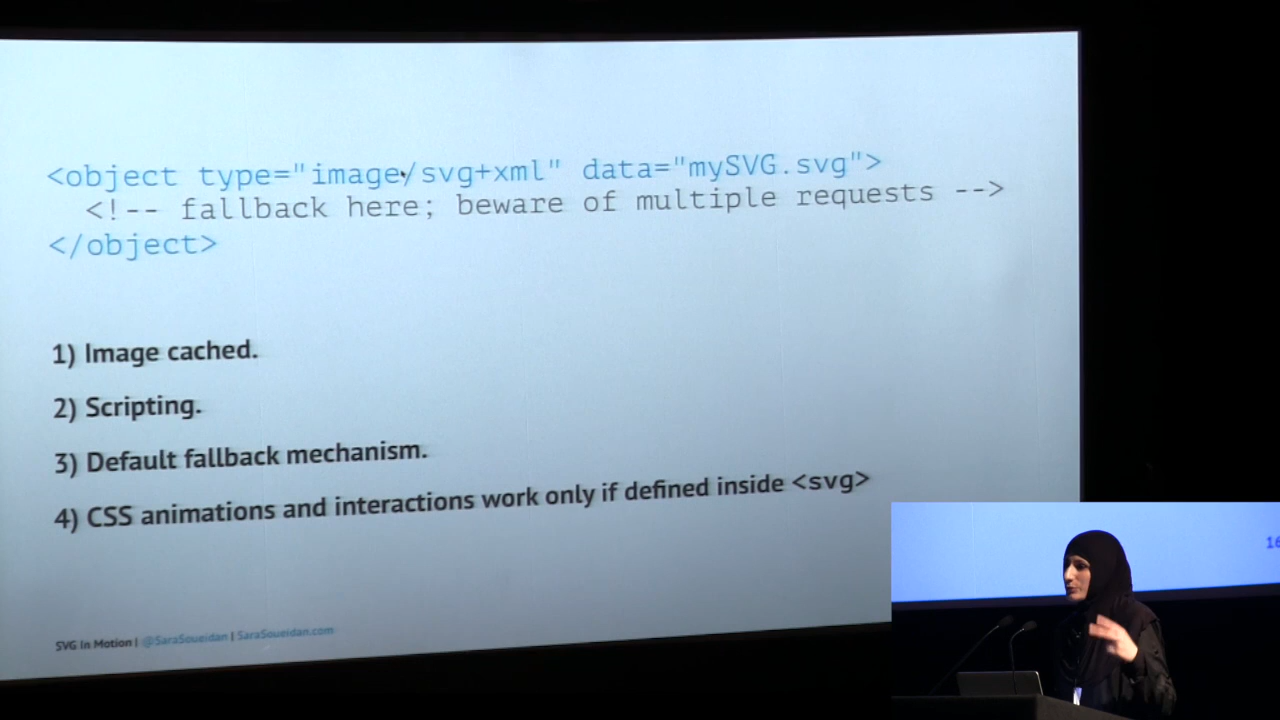 <object type="image/svg+xml" data="mySVG.svg">
<!-- fallback here; beware of multiple requests -->
</object>
1) Image cached.
2) Scripting.
3) Default fallback mechanism.
4) CSS animations and interactions work only if defined inside <svg>
SVG In Motion | @SaraSoueidan | SaraSoueidan.com
16